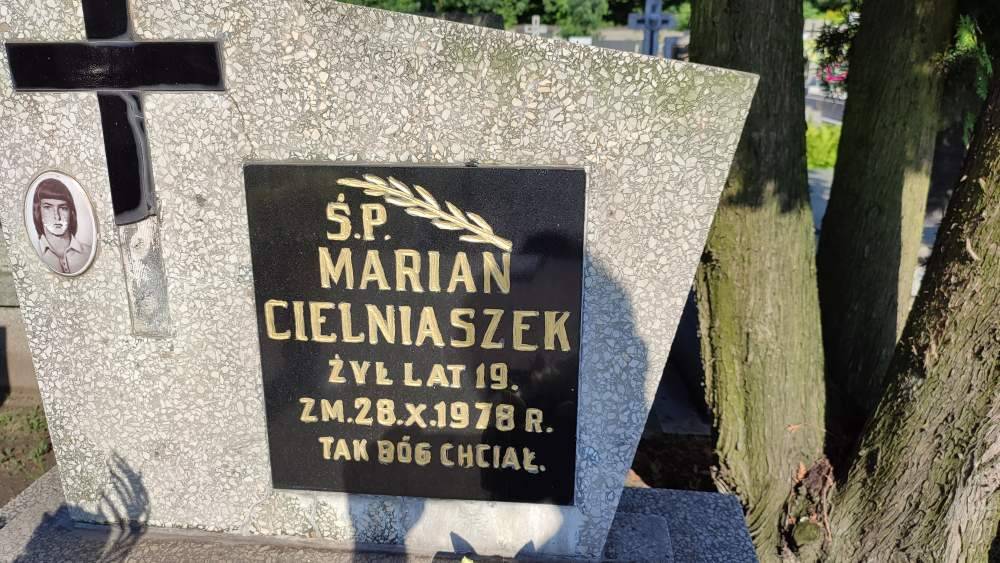 Ś.P.
MARIAN
CIELNIASZEK
ŻYŁ LAT 19.
ZM.28.X.1978 R.
TAK BÓG CHCIAŁ.